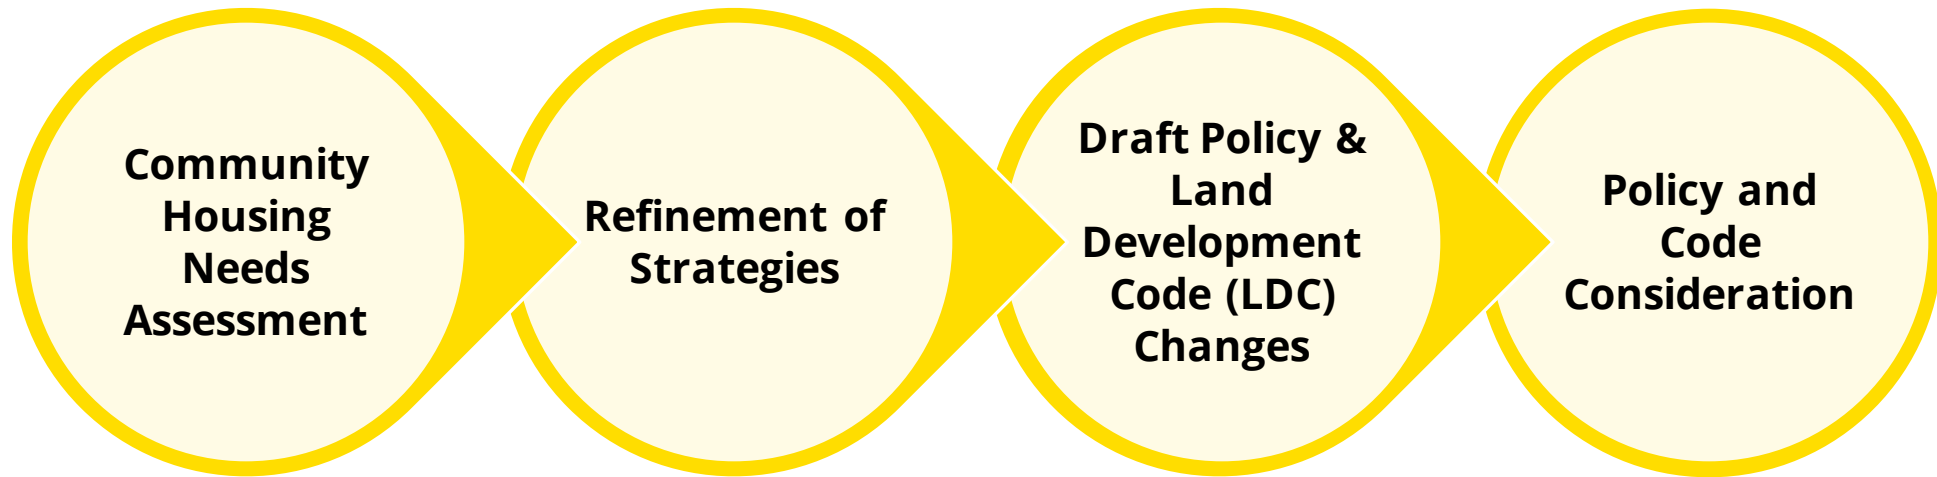 Community
Housing
Needs
Assessment
Refinement of
Strategies
Draft Policy &
Land
Development
Code (LDC)
Changes
Policy and
Code
Consideration